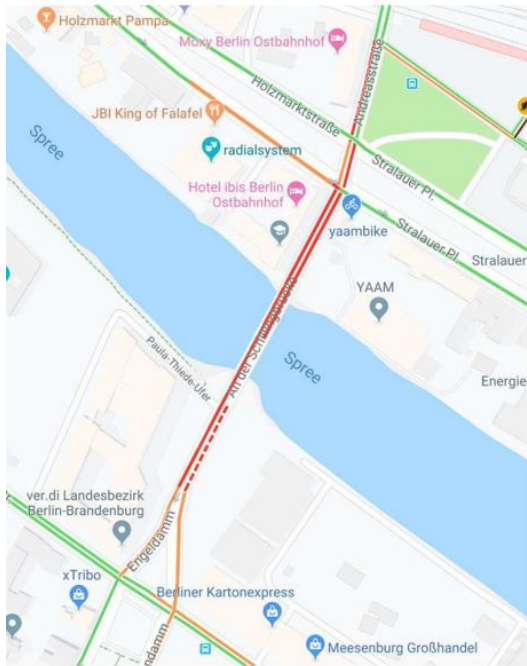 Holzmarkt Pampa
Moxy Berlin Ostbahnhof
Andreasstraße
Holzmarktstraße
JBI King of Falafel
Spree
radialsystem
Stralauer Pl.
Hotel ibis Berlin
Ostbahnhof
yaambike
Stralauer Pl.
Stralauer
YAAM
An der Schillingbrücke
Spree
Paula-Thiede-Ufer
Energie
ver.di Landesbezirk
Berlin-Brandenburg
Engeldamm
xTribo
Berliner Kartonexpress
ndamm
Meesenburg Großhandel